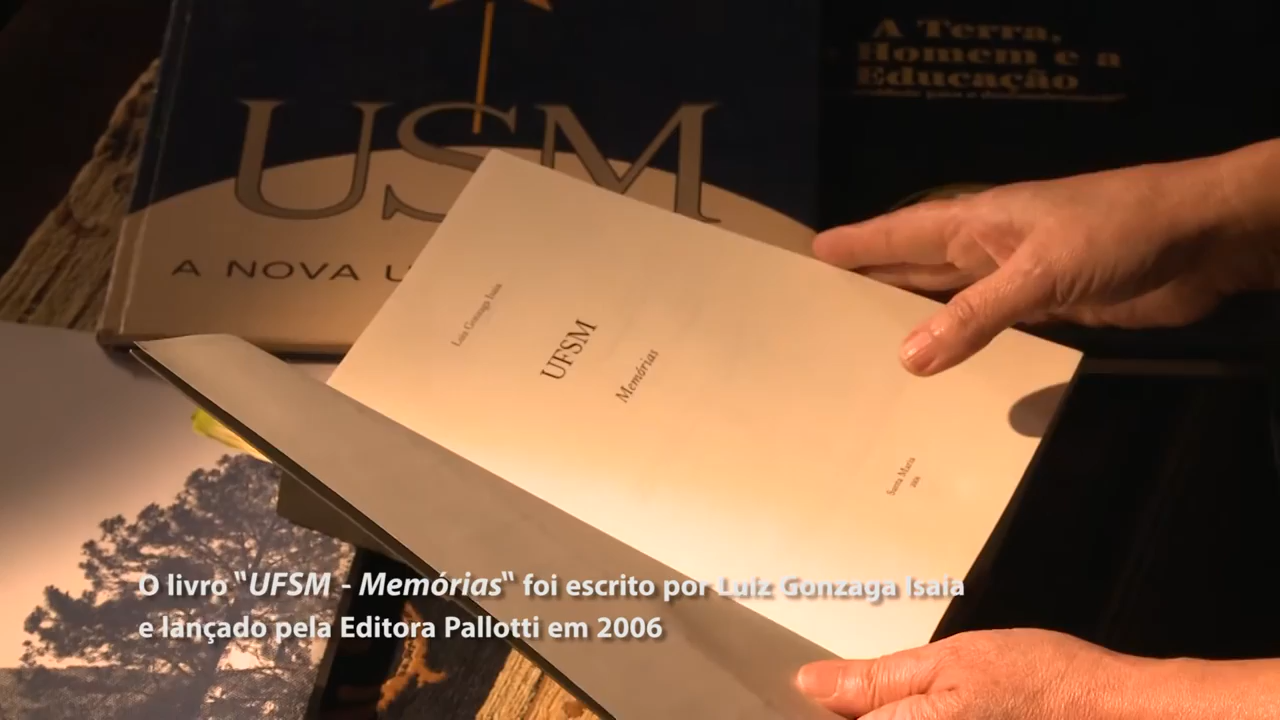 A Terra,
Homem e a
Educação
USM
A NOVA U
Luiz Gonzaga Isaia
UFSM
Memórias
Santa Maria
2006
O livro "UFSM - Memórias" foi escrito por Luiz Gonzaga Isaia
e lançado pela Editora Pallotti em 2006